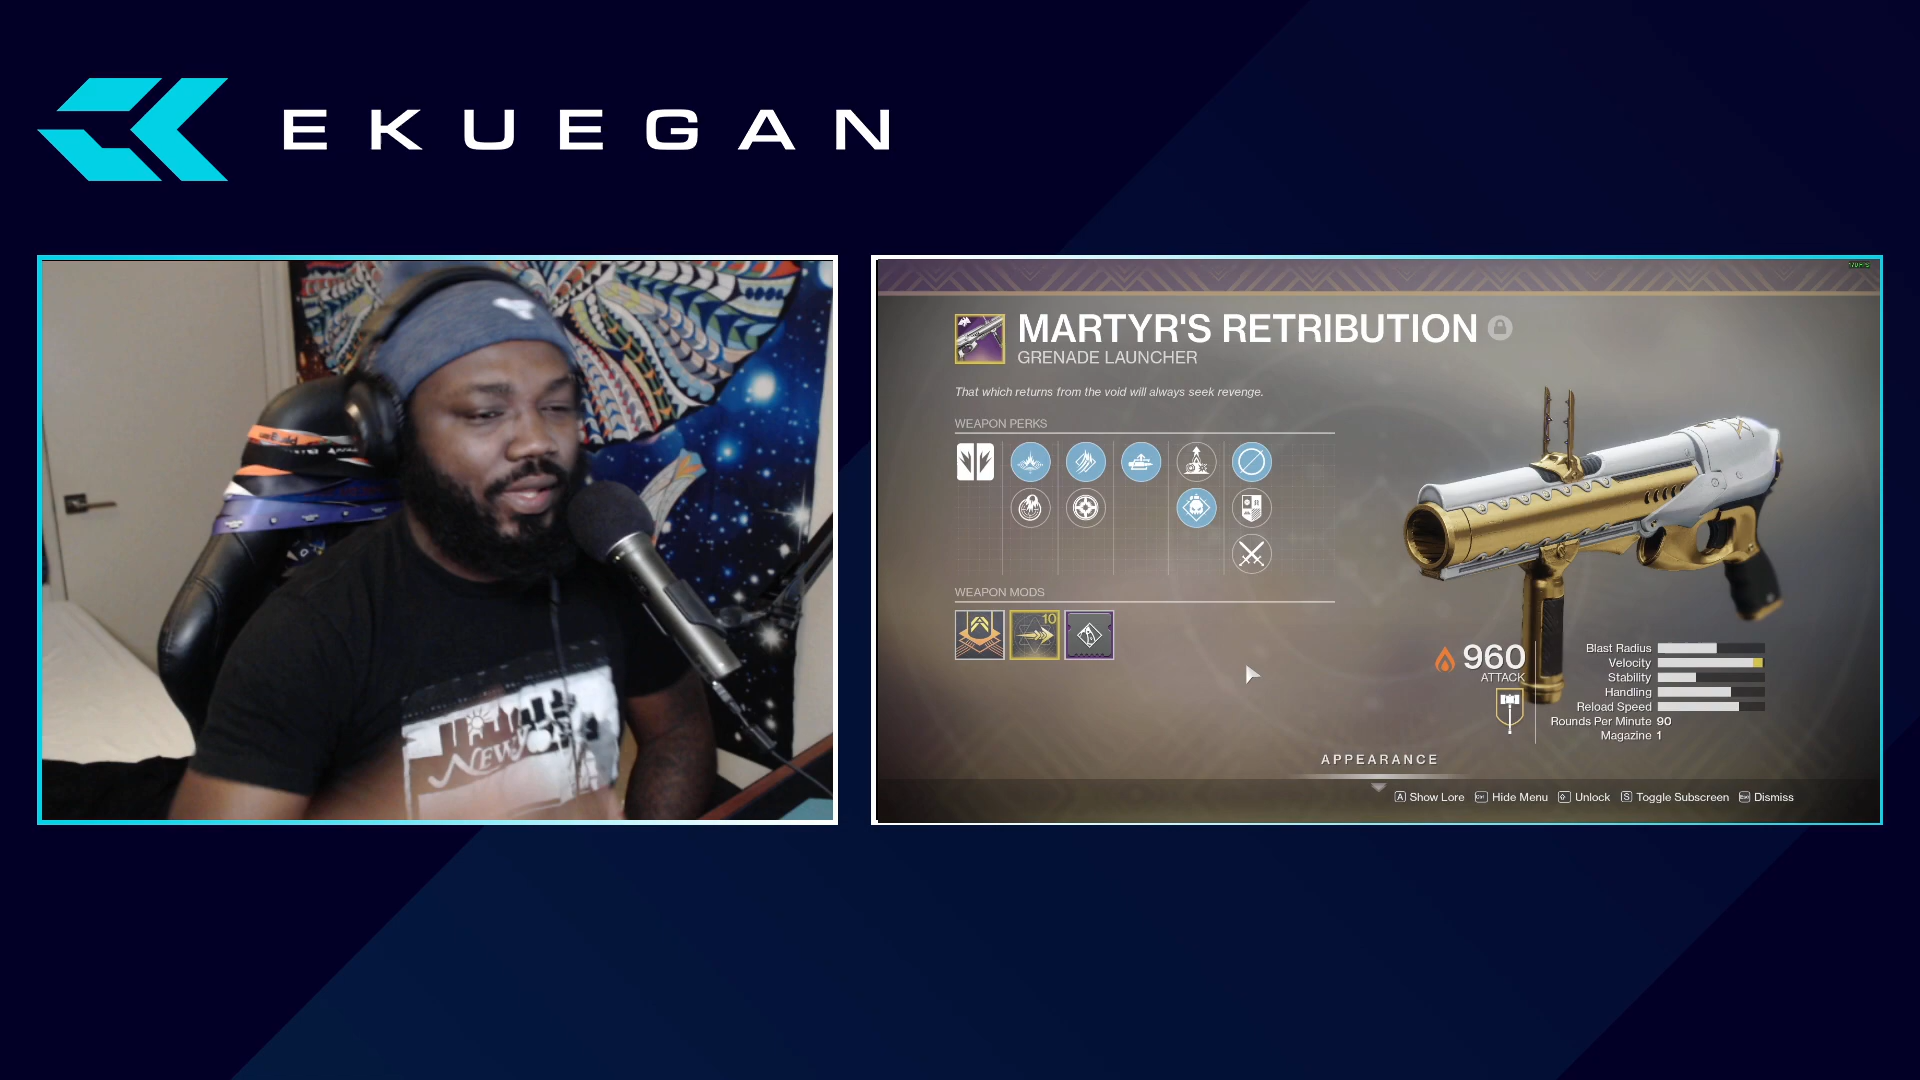 EKUEGAN
MARTYR'S RETRIBUTION
GRENADE LAUNCHER
That which returns from the void will always seek revenge.
WEAPON PERKS
WEAPON MODS
10
960
ATTACK
Blast Radius
Velocity
Stability
Handling
Reload Speed
Rounds Per Minute 90
Magazine 1
APPEARANCE
A Show Lore
Hide Menu
Unlock
S Toggle Subscreen
Dismiss